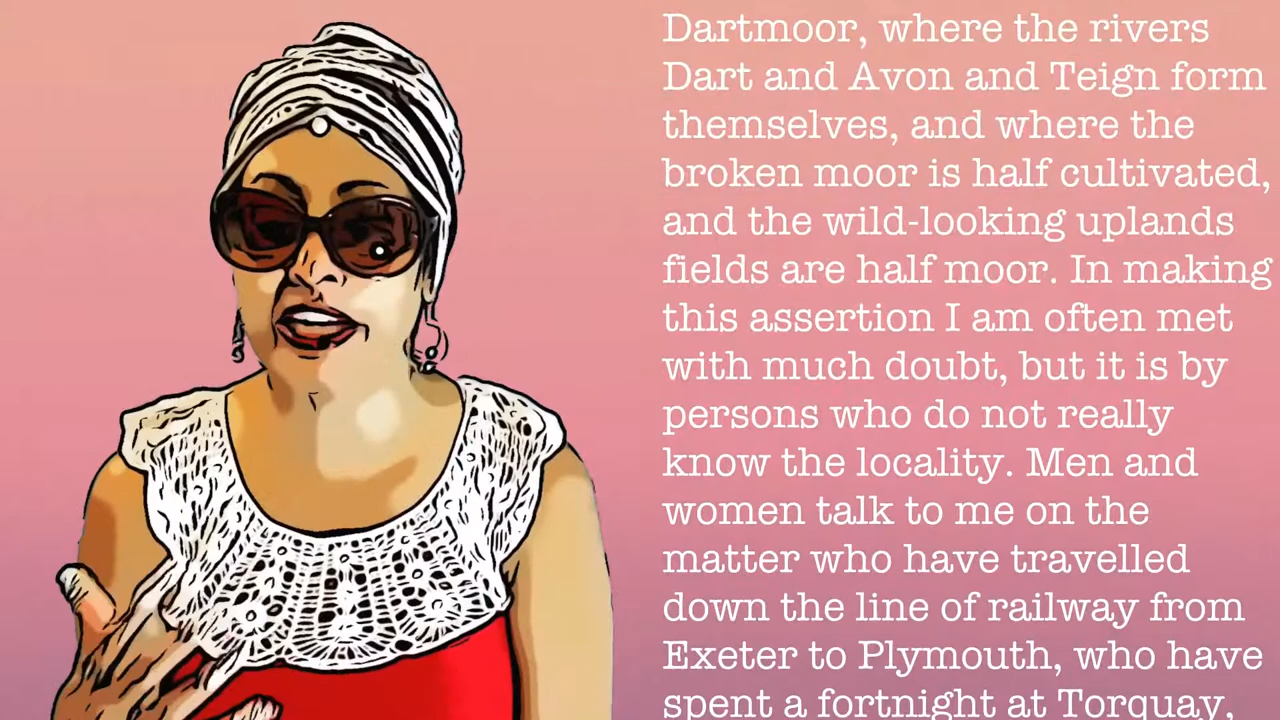 Dartmoor, where the rivers
Dart and Avon and Teign form
themselves, and where the
broken moor is half cultivated,
and the wild-looking uplands
fields are half moor. In making
this assertion I am often met
with much doubt, but it is by
persons who do not really
know the locality. Men and
women talk to me on the
matter who have travelled
down the line of railway from
Exeter to Plymouth, who have
spent a fortnight at Torquay,